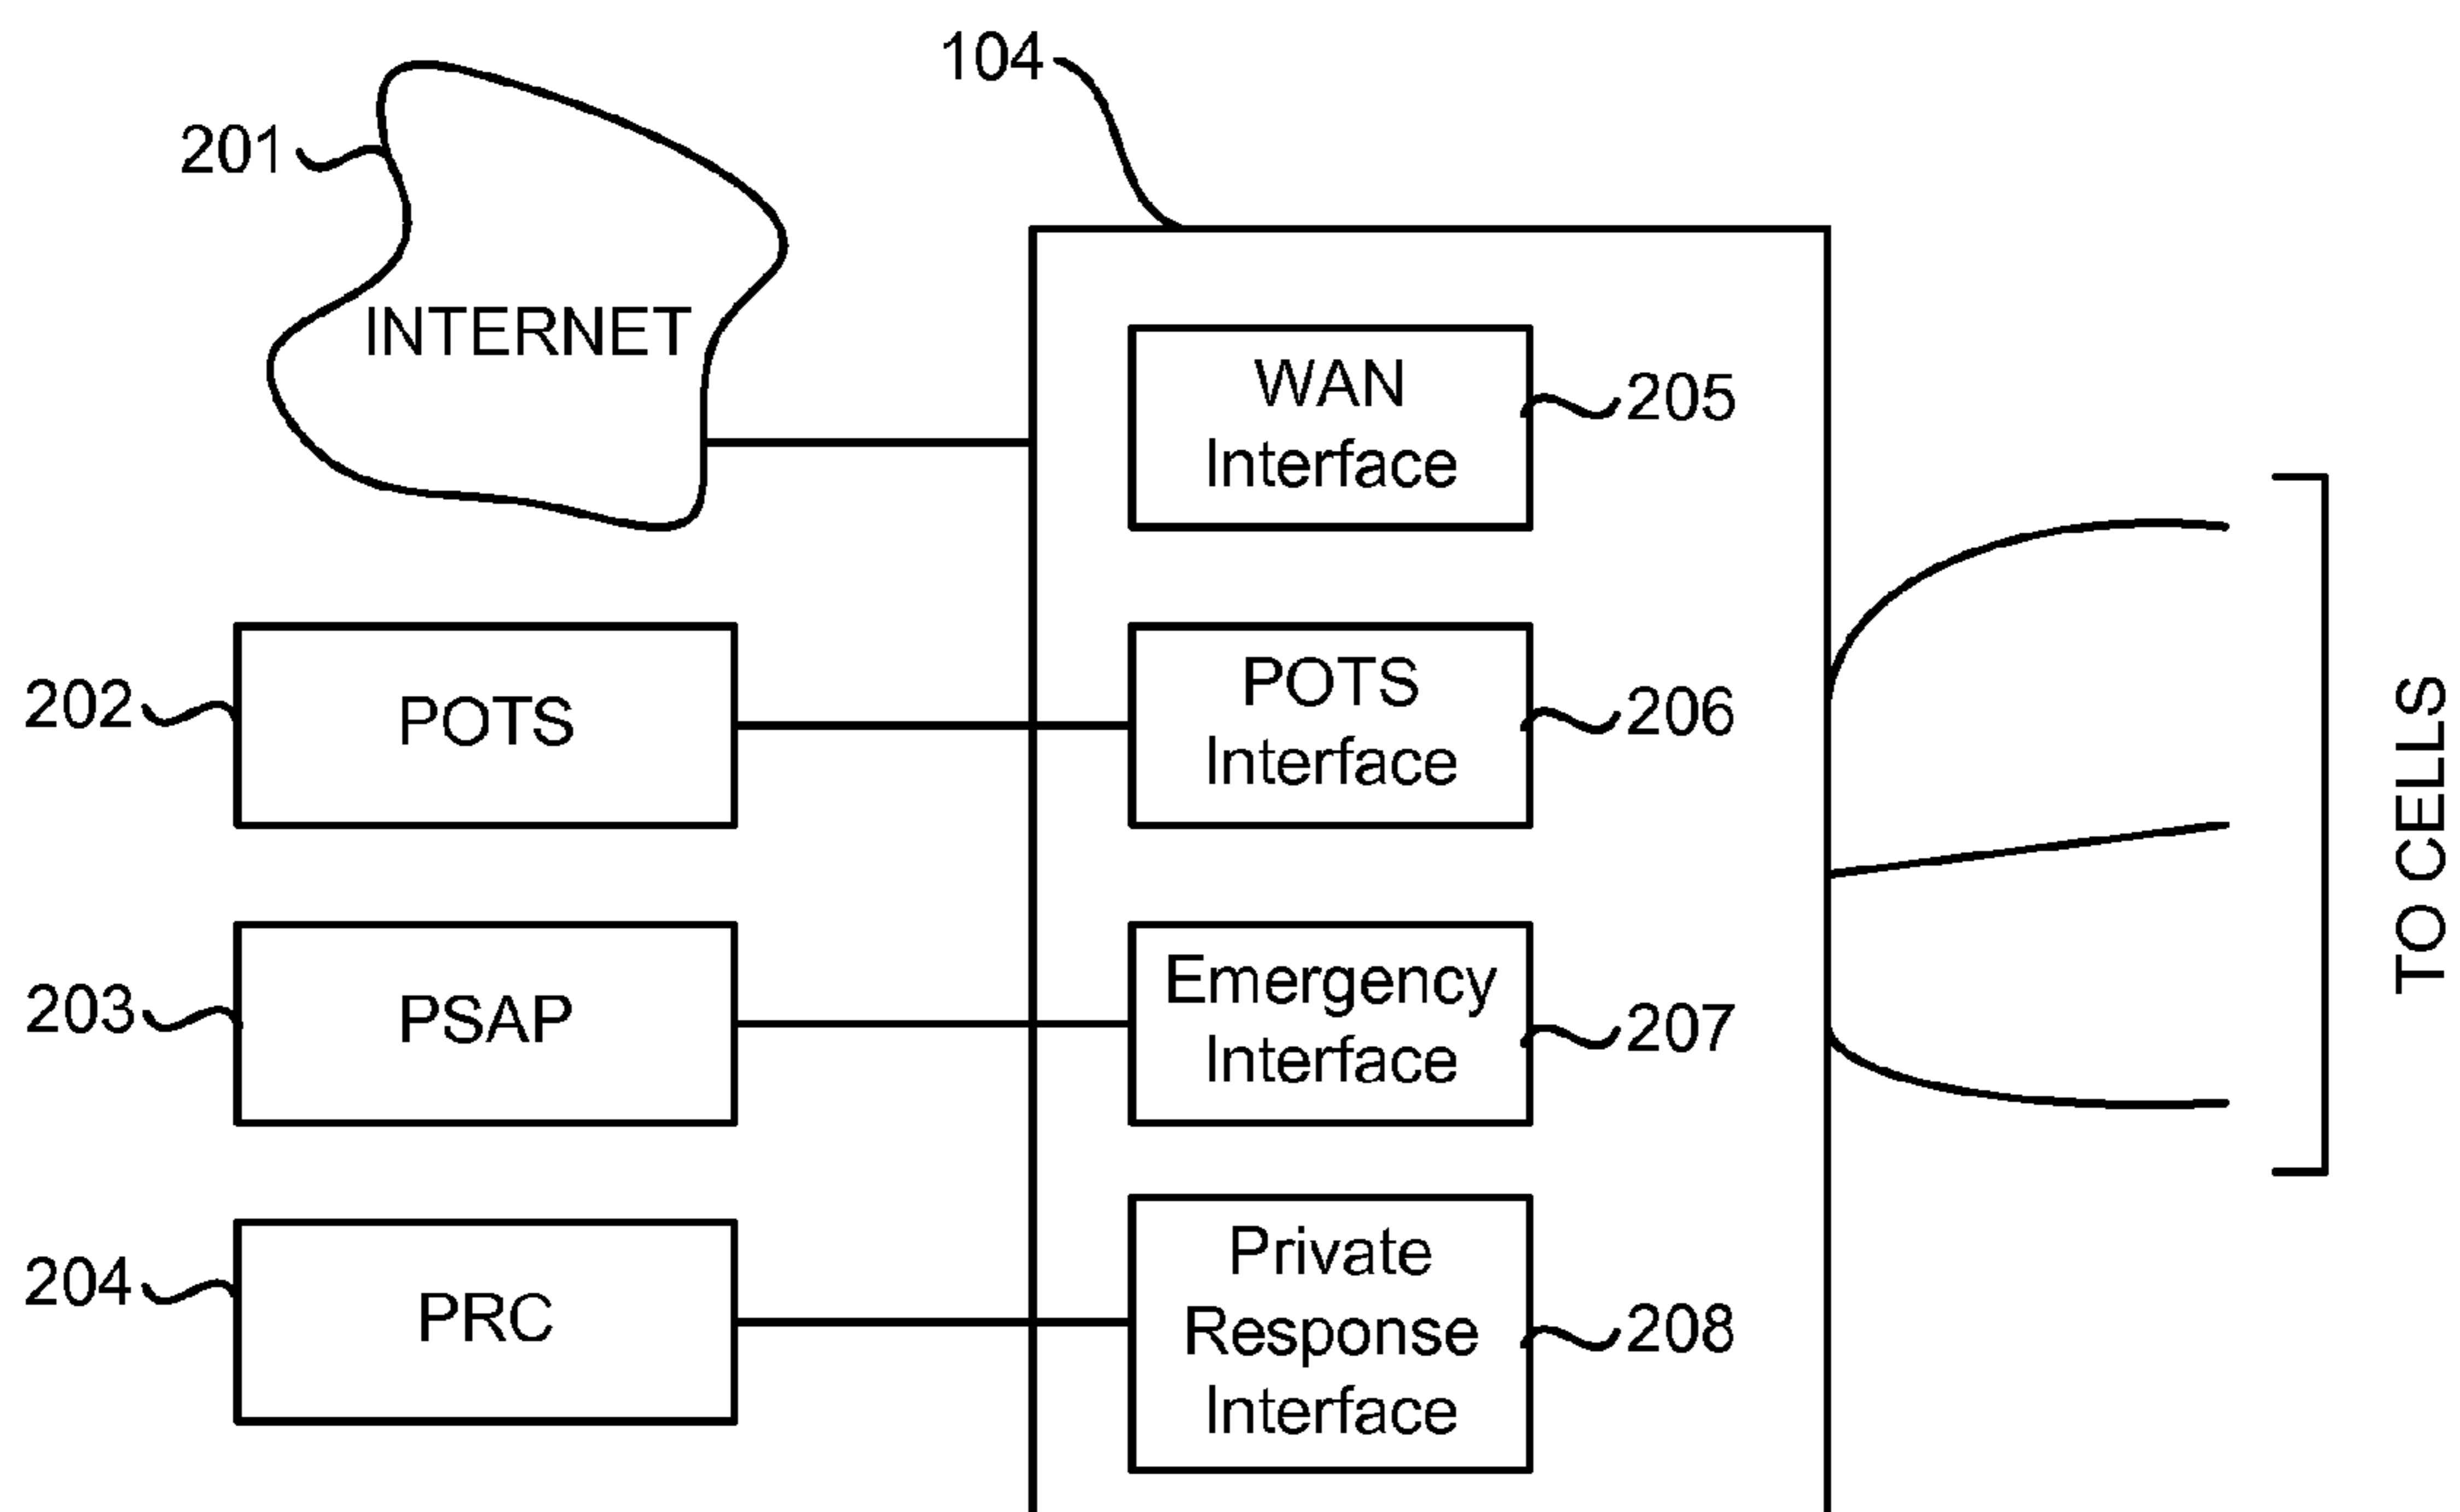 104
201
INTERNET
WAN
Interface
205
202
POTS
POTS
Interface
206
203
PSAP
Emergency
Interface
207
204
PRC
Private
Response
Interface
208
TO CELLS